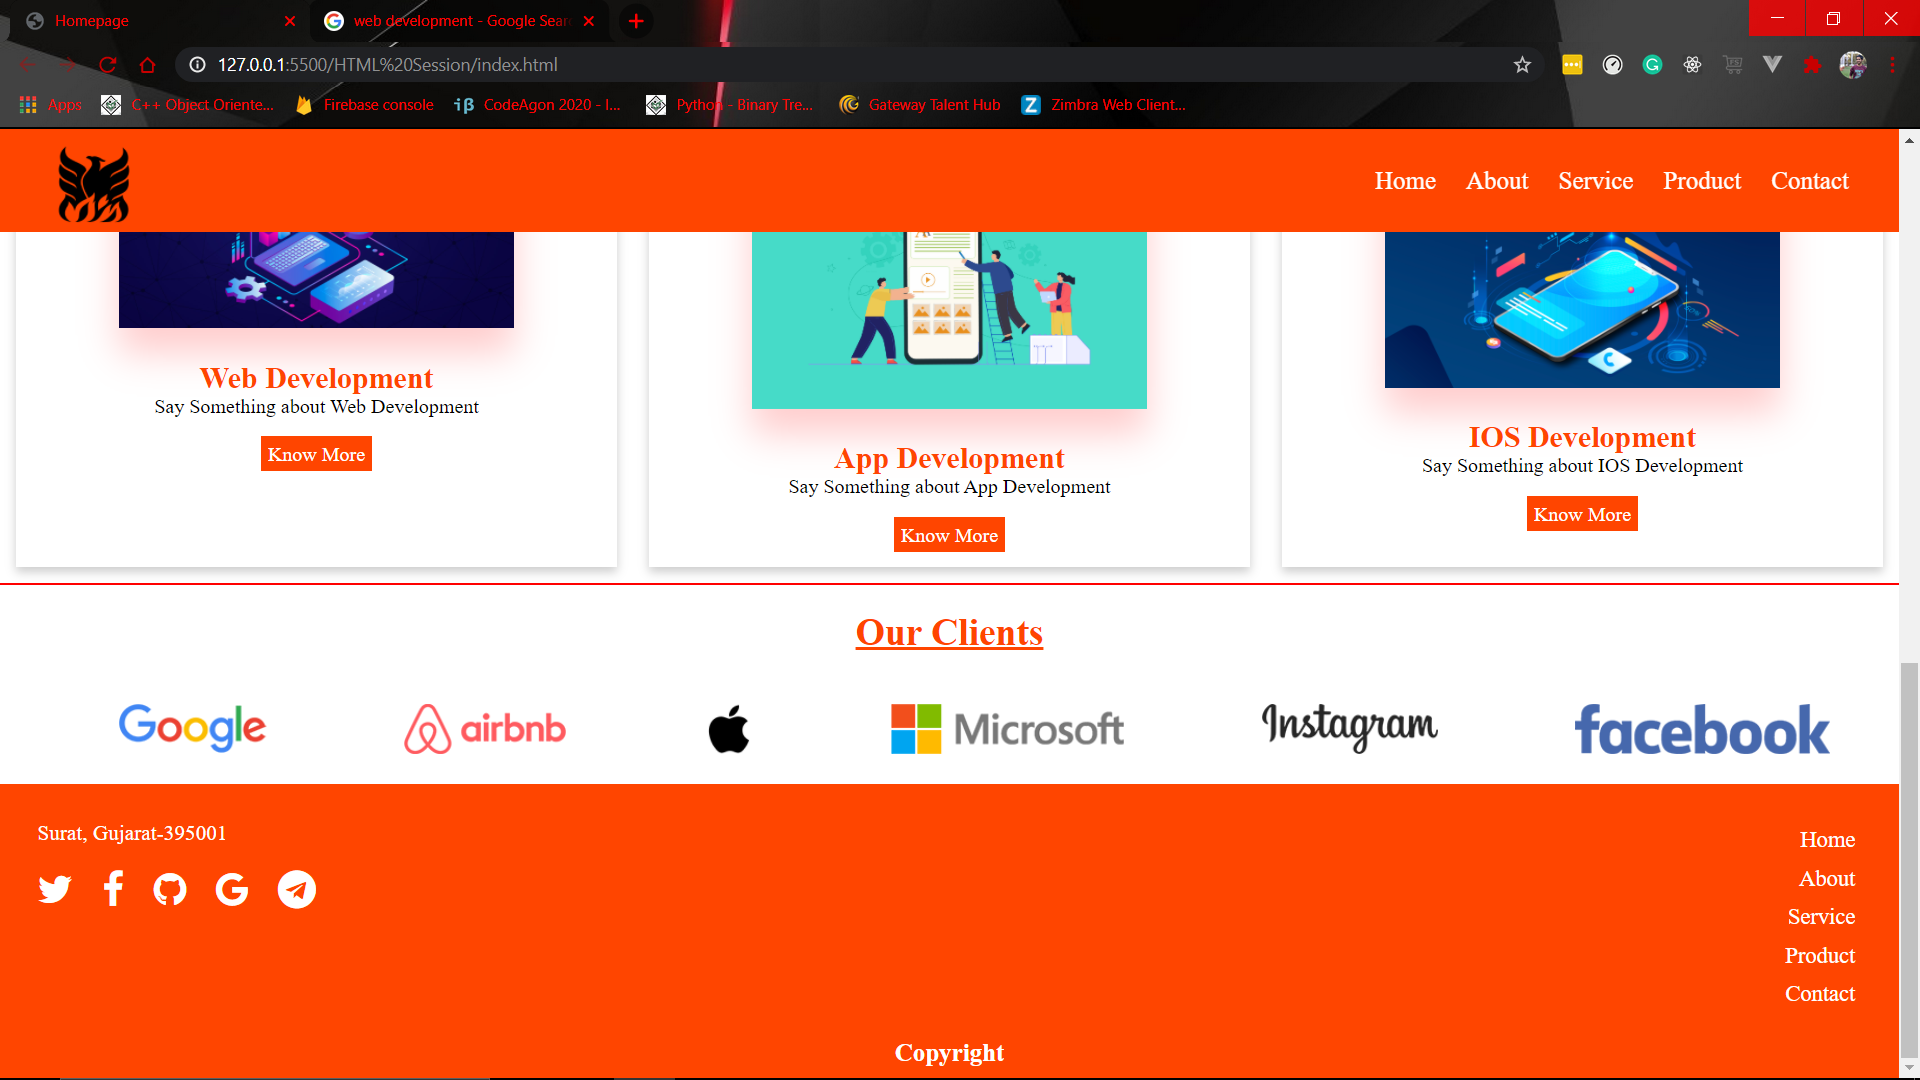 Homepage
web development - Google Sear
127.0.0.1:5500/HTML%20Session/index.html
Apps C++ Object Oriente... Firebase console CodeAgon 2020 - I... Python - Binary Tre... Gateway Talent Hub Zimbra Web Client...
Home About Service Product Contact
Web Development
Say Something about Web Development
Know More
App Development
Say Something about App Development
Know More
IOS Development
Say Something about IOS Development
Know More
Our Clients
Google airbnb Microsoft Instagram facebook
Surat, Gujarat-395001
Home
About
Service
Product
Contact
Copyright